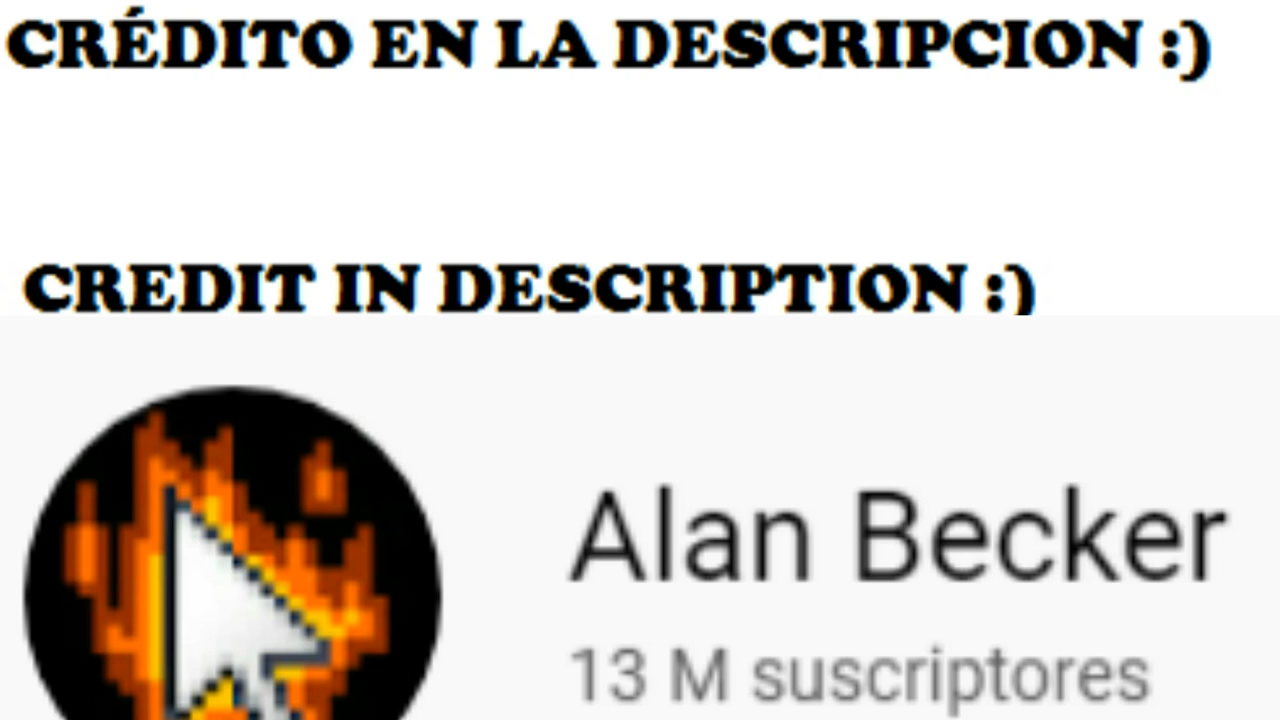 CRÉDITO EN LA DESCRIPCION :)
CREDIT IN DESCRIPTION :)
Alan Becker
13 M suscriptores